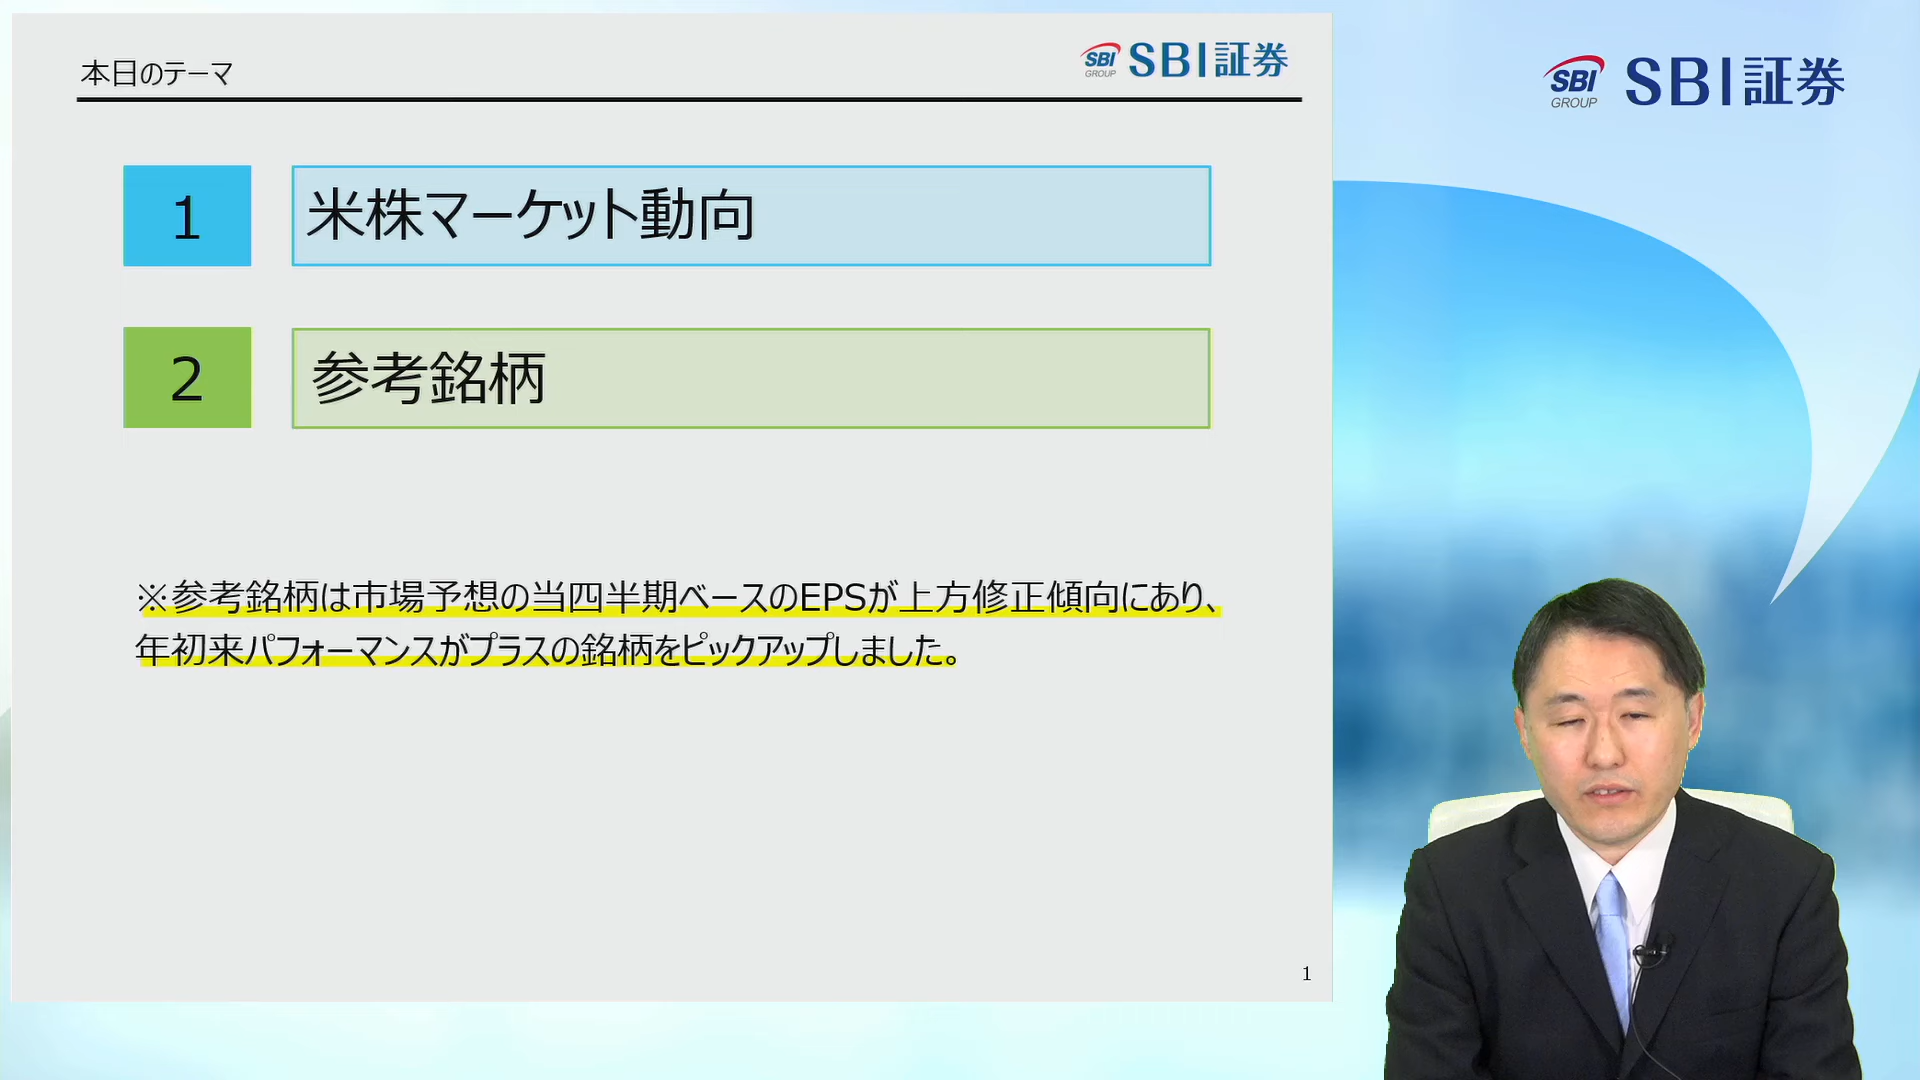 本日のテーマ
SBI GROUP SBI証券
SBI GROUP SBI証券
1 米株マーケット動向
2 参考銘柄
※参考銘柄は市場予想の当四半期ベースのEPSが上方修正傾向にあり、
年初来パフォーマンスがプラスの銘柄をピックアップしました。
1